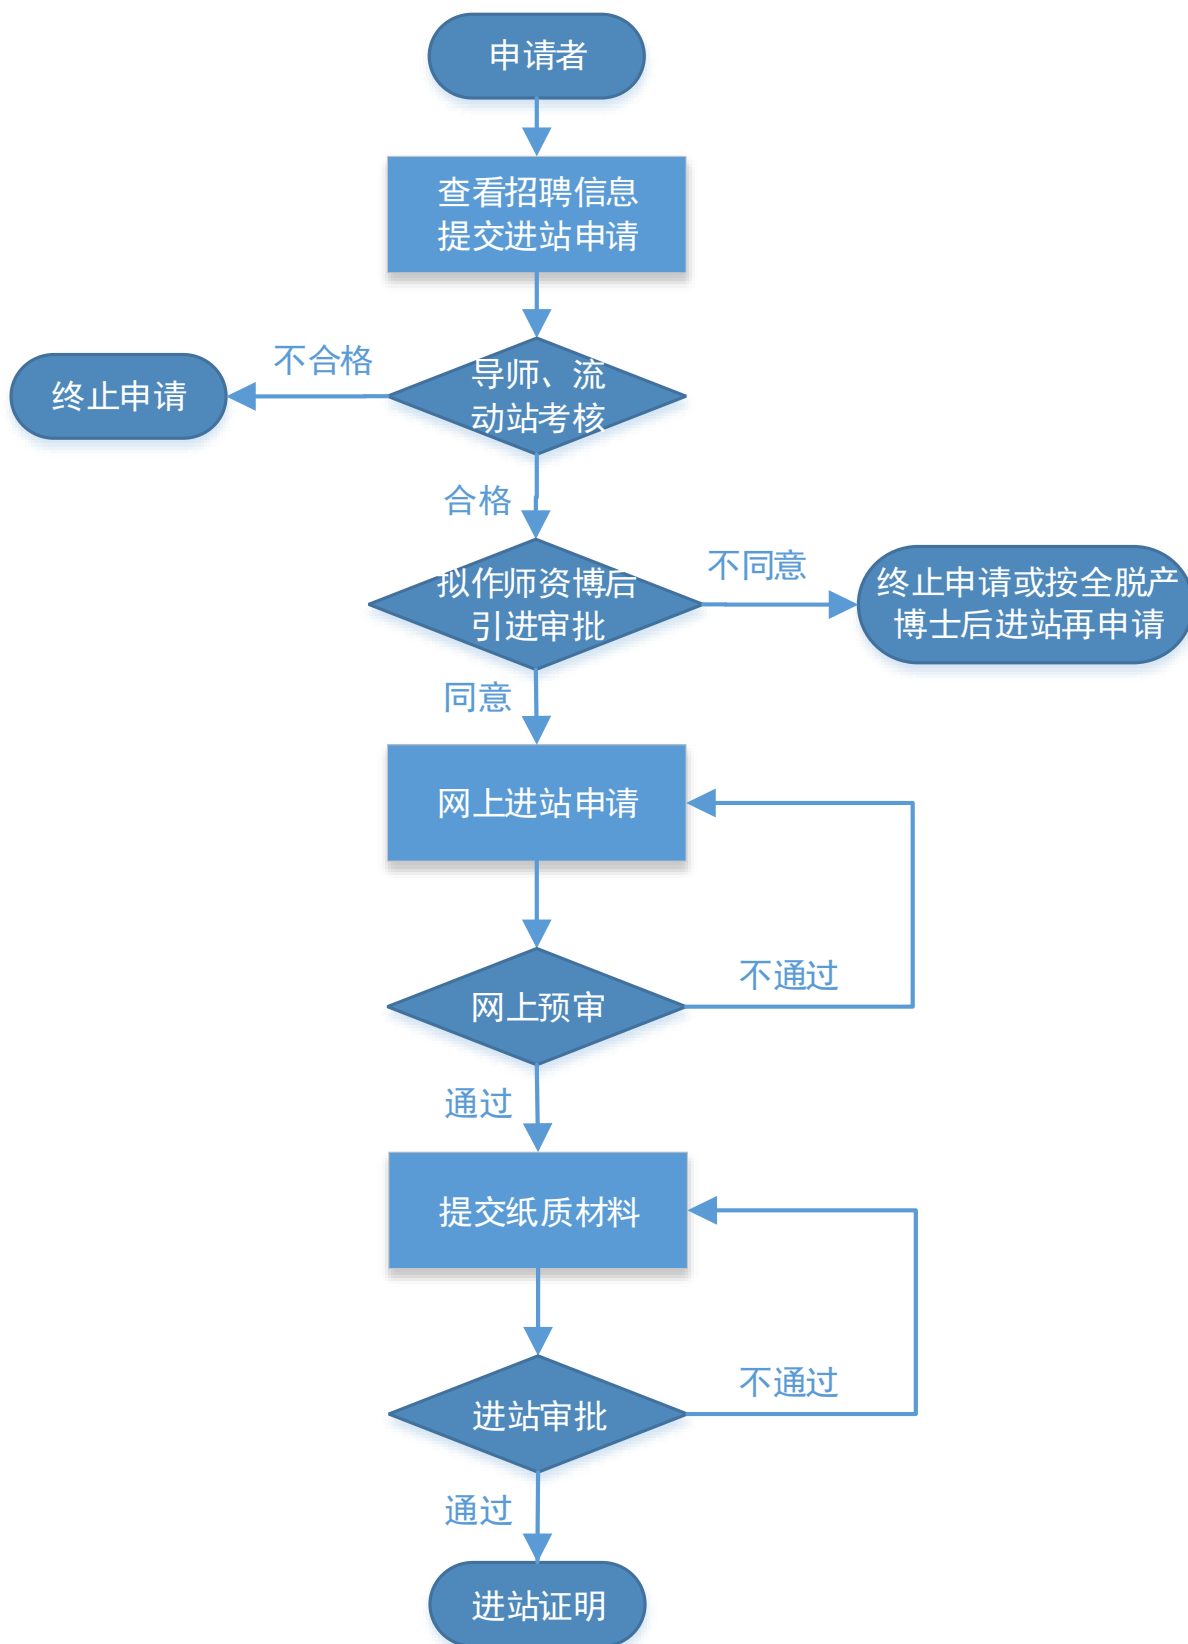 申请者
查看招聘信息
提交进站申请
不合格
导师、流
动站考核
终止申请
合格
拟作师资博后
引进审批
不同意
终止申请或按全脱产
博士后进站再申请
同意
网上进站申请
网上预审
不通过
通过
提交纸质材料
进站审批
不通过
通过
进站证明